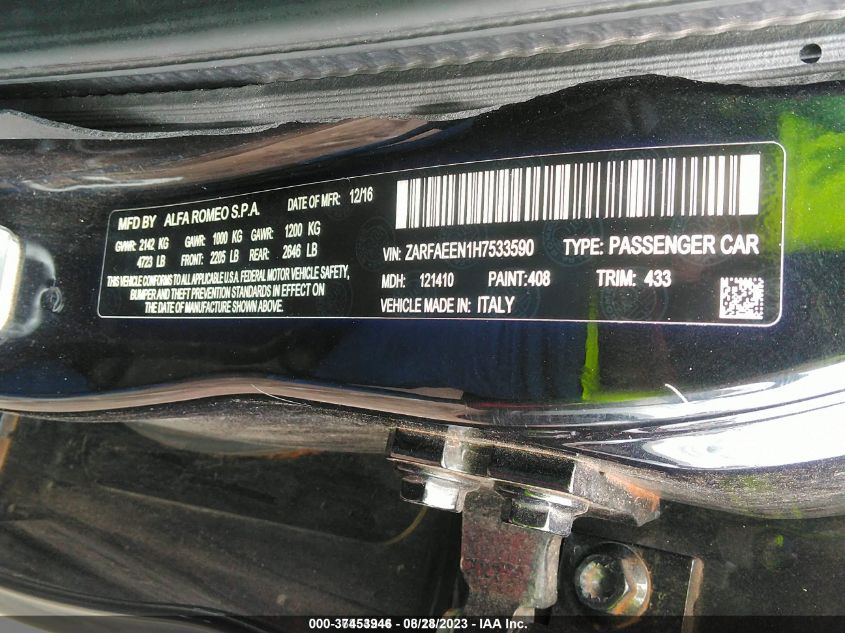 MFD BY ALFA ROMEO S.P.A. DATE OF MFR: 12/16
GVWR: 2142 KG GAWR: 1000 KG GAWR: 1200 KG
4723 LB FRONT: 2205 LB REAR: 2646 LB
THIS VEHICLE CONFORMS TO ALL APPLICABLE U.S.A. FEDERAL MOTOR VEHICLE SAFETY,
BUMPER AND THEFT PREVENTION STANDARDS IN EFFECT ON
THE DATE OF MANUFACTURE SHOWN ABOVE.
VIN: ZARFAEEN1H7533590 TYPE: PASSENGER CAR
MDH: 121410 PAINT:408 TRIM: 433
VEHICLE MADE IN: ITALY
000-37453946 - 08/28/2023 - IAA Inc.